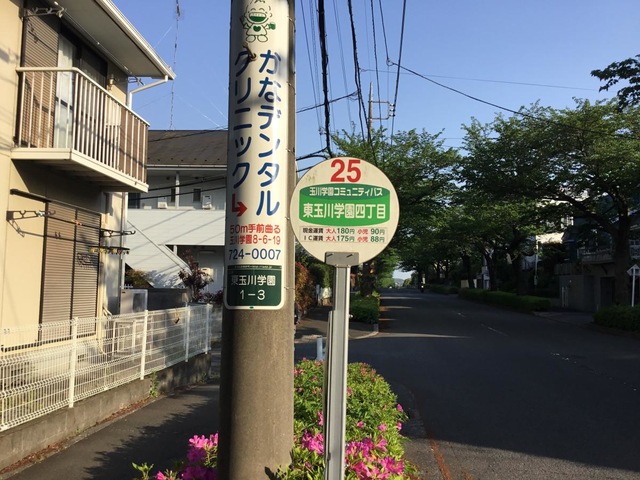 かなデンタル
クリニック
50m手前曲る
玉川学園8-6-19
724-0007
東玉川学園
1-3
25
玉川学園コミュニティバス
東玉川学園四丁目
現金運賃 大人180円 小児 90円
IC運賃 大人175円 小児 88円